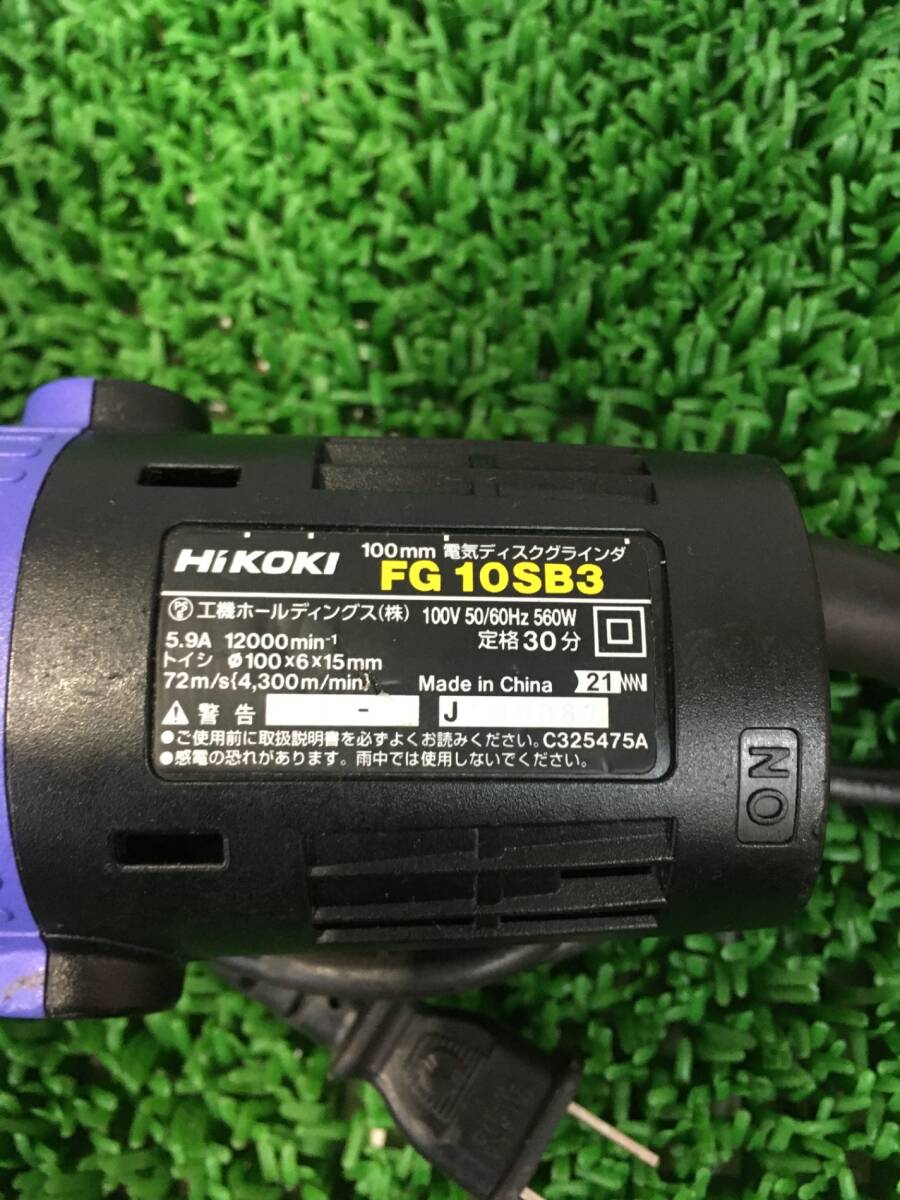 HiKOKI 100mm 電気ディスクグラインダ
FG 10SB3
工機ホールディングス(株) 100V 50/60Hz 560W
5.9A 12000min⁻¹ 定格30分
トイシ Ø100×6×15mm
72m/s{4,300m/min} Made in China 21
警告 - J
●ご使用前に取扱説明書を必ずよくお読みください。C325475A
●感電の恐れがあります。雨中では使用しないでください。
NO